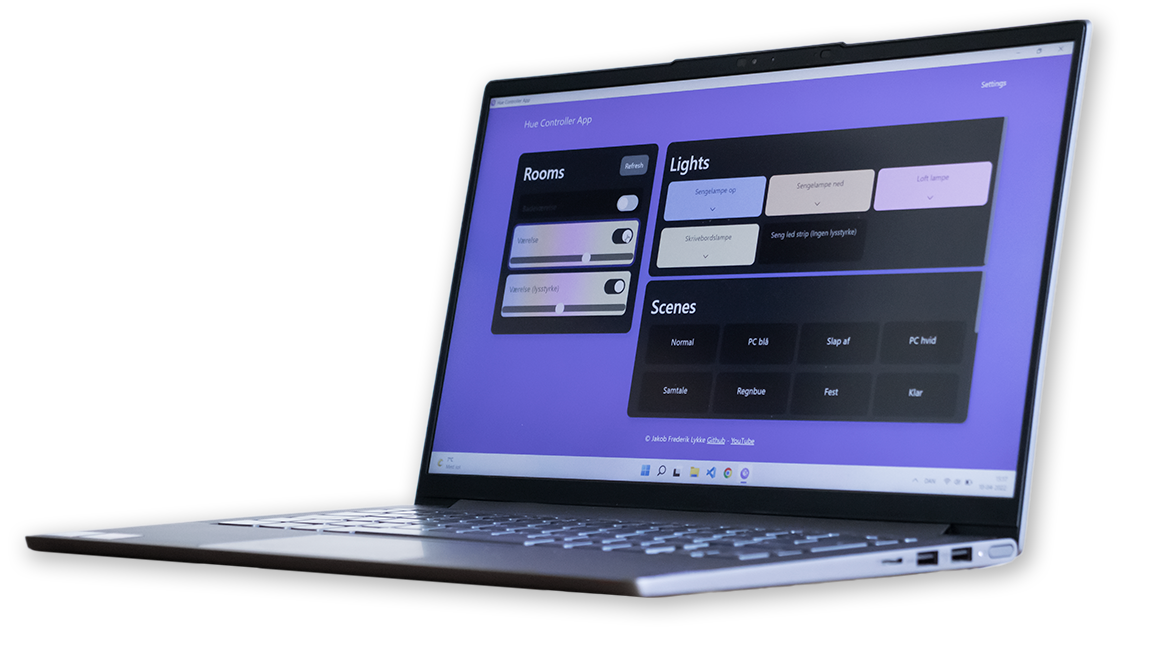 Hue Controller App
Settings
Hue Controller App
Rooms
Refresh
Værelse
Værelse (lysstyrke)
Lights
Sengelampe op
Sengelampe ned
Loft lampe
Skrivebordslampe
Seng led strip (Ingen lysstyrke)
Scenes
Normal
PC blå
Slap af
PC hvid
Samtale
Regnbue
Fest
Klar
© Jakob Frederik Lykke Github - YouTube
7°C
DAN